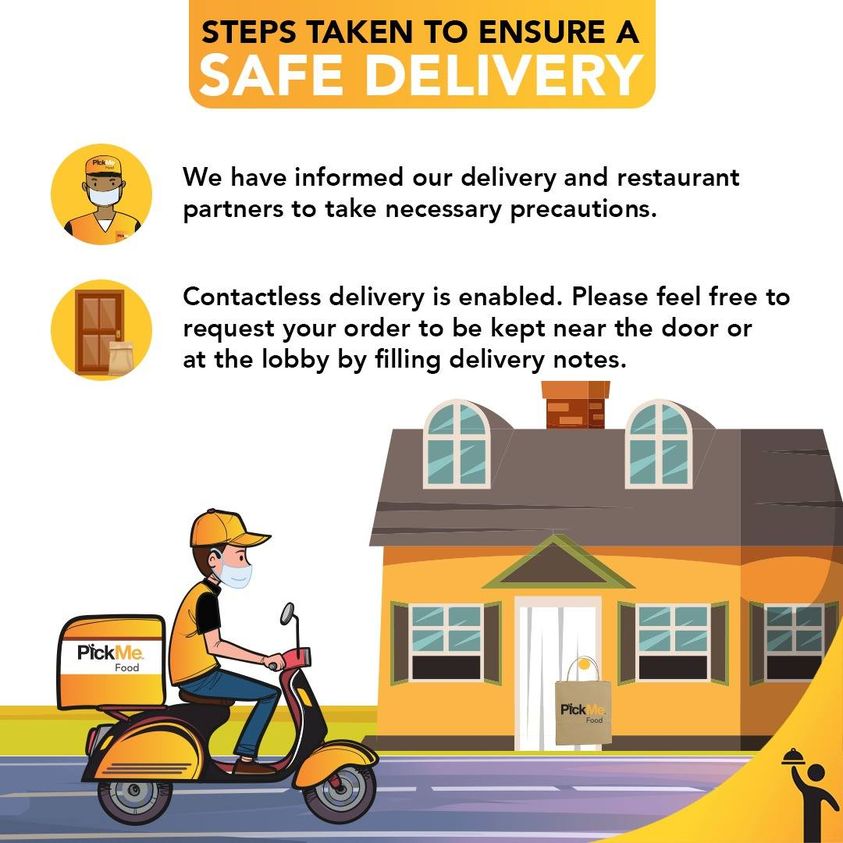 STEPS TAKEN TO ENSURE A
SAFE DELIVERY
PickMe
Food
We have informed our delivery and restaurant
partners to take necessary precautions.
Contactless delivery is enabled. Please feel free to
request your order to be kept near the door or
at the lobby by filling delivery notes.
PickMe
Food
PickMe
Food